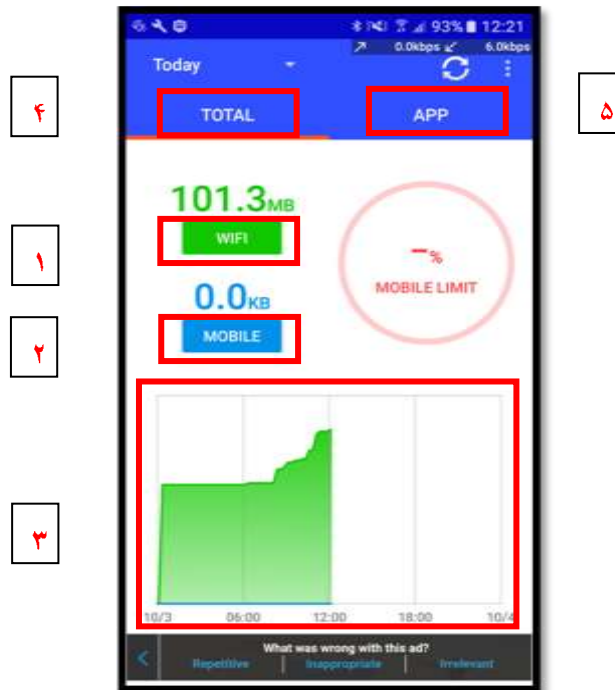 93% 12:21
0.0kbps 6.0kbps
Today
۴
TOTAL
APP
۵
101.3MB
۱
WIFI
–%
MOBILE LIMIT
0.0KB
۲
MOBILE
۳
10/3 06:00 12:00 18:00 10/4
What was wrong with this ad?
Repetitive Inappropriate Irrelevant